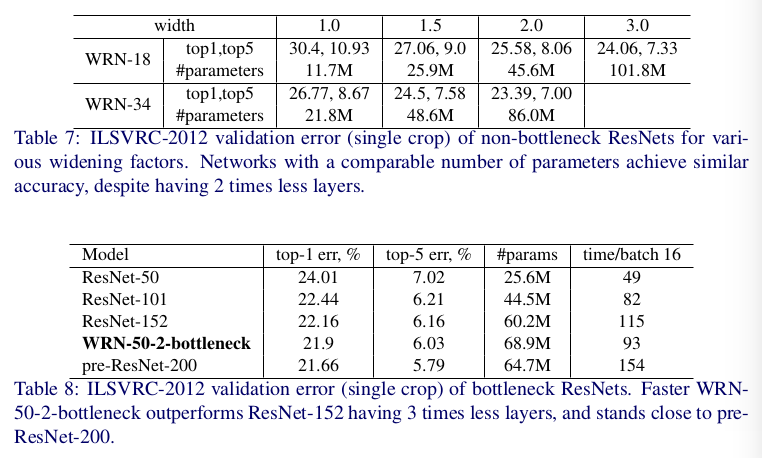 width 1.0 1.5 2.0 3.0
WRN-18 top1,top5 30.4, 10.93 27.06, 9.0 25.58, 8.06 24.06, 7.33
#parameters 11.7M 25.9M 45.6M 101.8M
WRN-34 top1,top5 26.77, 8.67 24.5, 7.58 23.39, 7.00
#parameters 21.8M 48.6M 86.0M
Table 7: ILSVRC-2012 validation error (single crop) of non-bottleneck ResNets for vari-
ous widening factors. Networks with a comparable number of parameters achieve similar
accuracy, despite having 2 times less layers.
Model top-1 err, % top-5 err, % #params time/batch 16
ResNet-50 24.01 7.02 25.6M 49
ResNet-101 22.44 6.21 44.5M 82
ResNet-152 22.16 6.16 60.2M 115
WRN-50-2-bottleneck 21.9 6.03 68.9M 93
pre-ResNet-200 21.66 5.79 64.7M 154
Table 8: ILSVRC-2012 validation error (single crop) of bottleneck ResNets. Faster WRN-
50-2-bottleneck outperforms ResNet-152 having 3 times less layers, and stands close to pre-
ResNet-200.